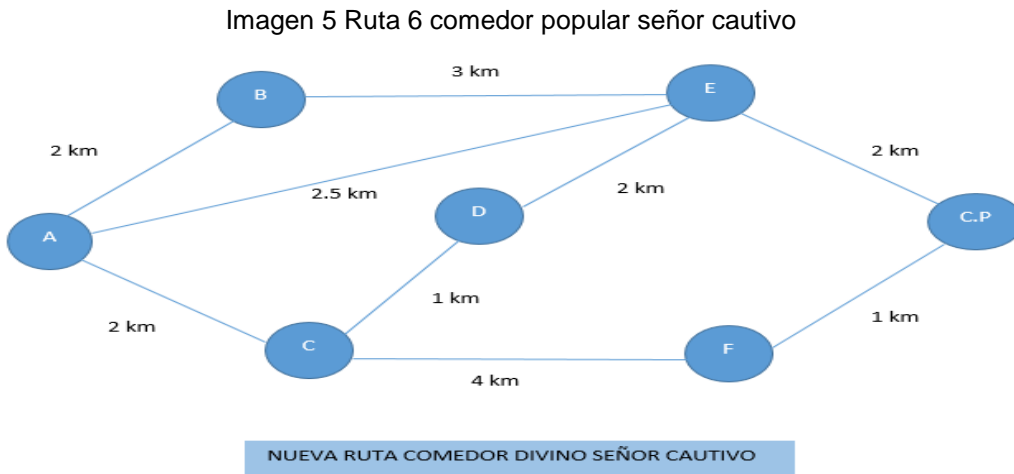 Imagen 5 Ruta 6 comedor popular señor cautivo
3 km
B
E
2 km
2 km
2.5 km
2 km
D
C.P
A
1 km
2 km
1 km
C
F
4 km
NUEVA RUTA COMEDOR DIVINO SEÑOR CAUTIVO